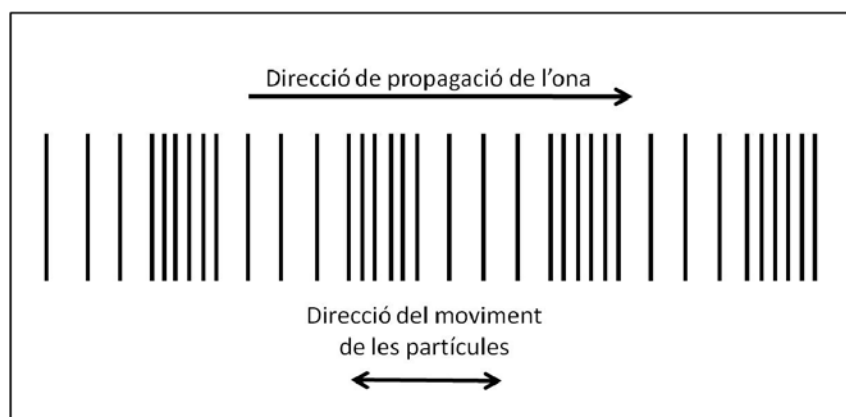 Direcció de propagació de l'ona
Direcció del moviment
de les partícules